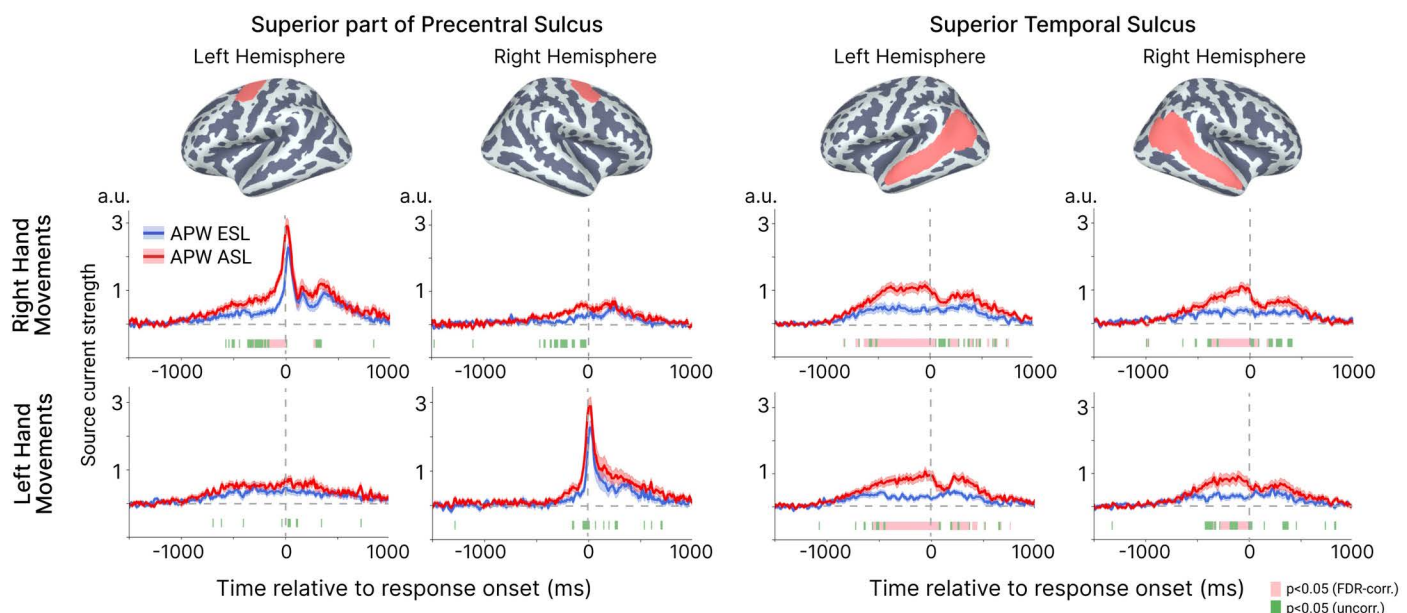 Superior part of Precentral Sulcus
Superior Temporal Sulcus
Left Hemisphere
Right Hemisphere
Left Hemisphere
Right Hemisphere
a.u.
a.u.
a.u.
a.u.
Right Hand
Movements
Left Hand
Movements
Source current strength
APW ESL
APW ASL
3
1
-1000
0
1000
3
1
-1000
0
1000
3
1
-1000
0
1000
3
1
-1000
0
1000
3
1
-1000
0
1000
3
1
-1000
0
1000
3
1
-1000
0
1000
3
1
-1000
0
1000
Time relative to response onset (ms)
Time relative to response onset (ms)
p<0.05 (FDR-corr.)
p<0.05 (uncorr.)